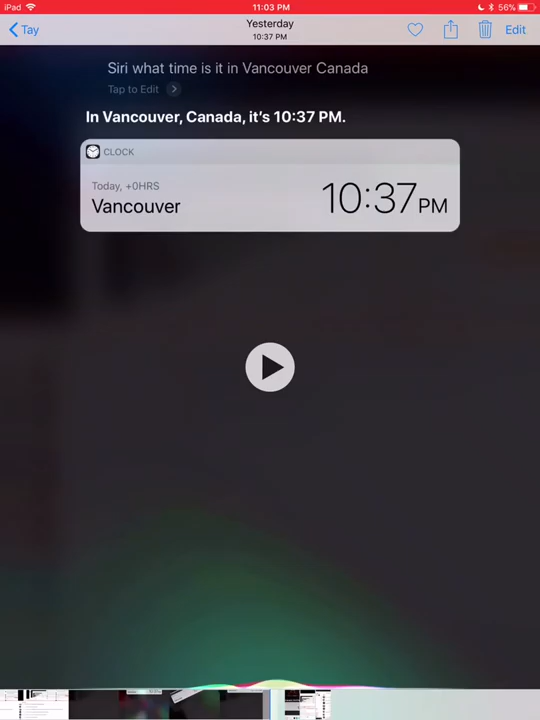 iPad
11:03 PM
56%
Tay
Yesterday
10:37 PM
Edit
Siri what time is it in Vancouver Canada
Tap to Edit
In Vancouver, Canada, it's 10:37 PM.
CLOCK
Today, +0HRS
Vancouver
10:37PM